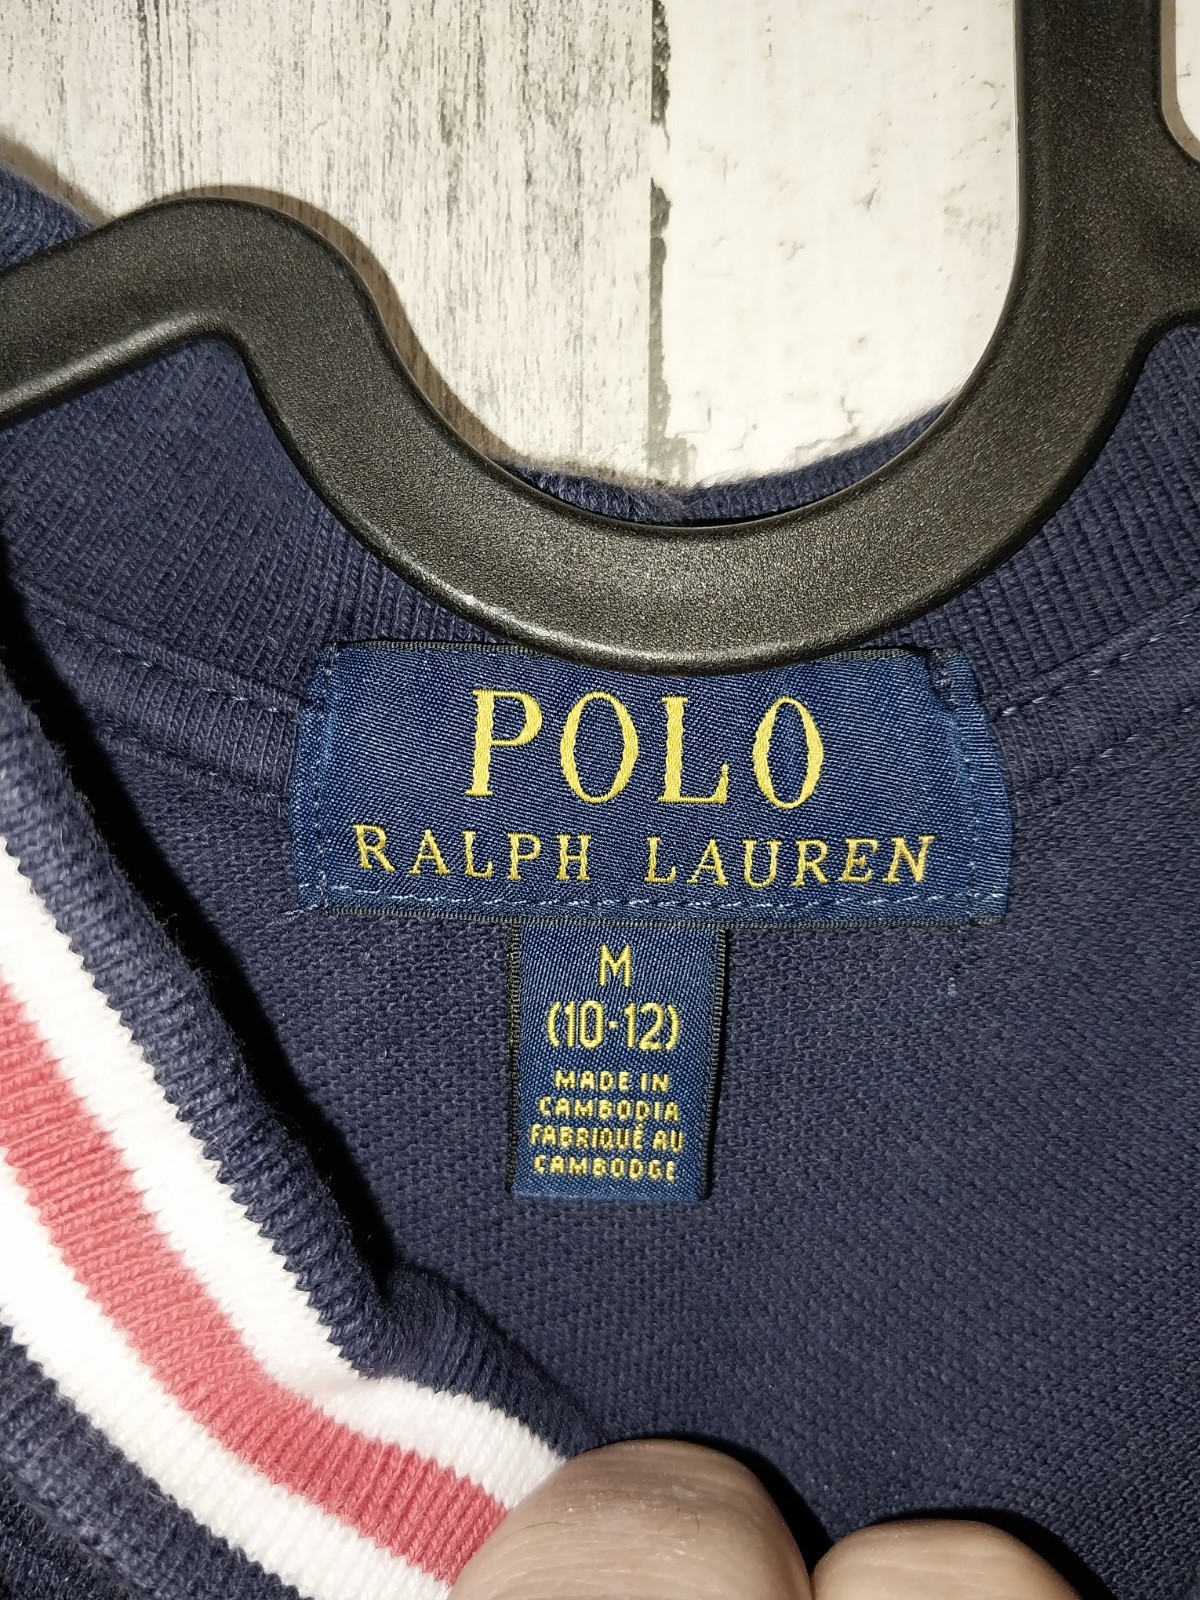 POLO
RALPH LAUREN
M
(10-12)
MADE IN
CAMBODIA
FABRIQUÉ AU
CAMBODGE